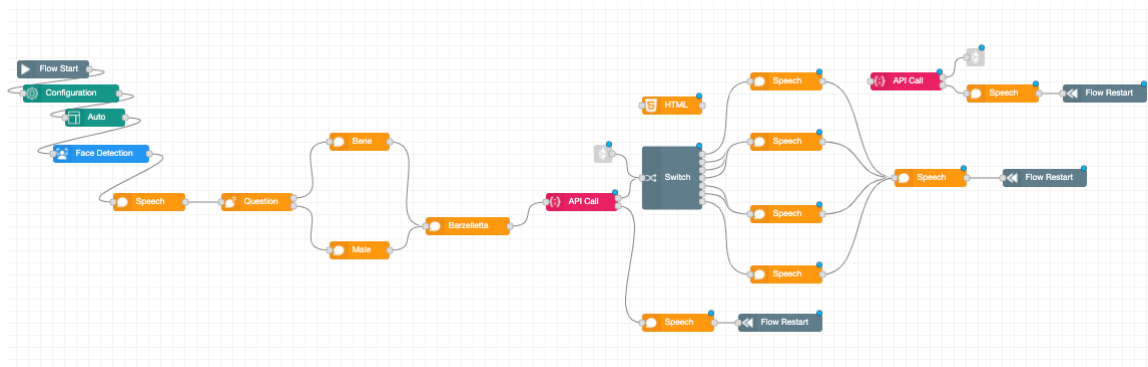 Flow Start
Configuration
Auto
Face Detection
Speech
Question
Bene
Male
Barzelletta
API Call
HTML
Switch
Speech
Speech
Speech
Speech
Speech
Flow Restart
Speech
Flow Restart
API Call
Speech
Flow Restart